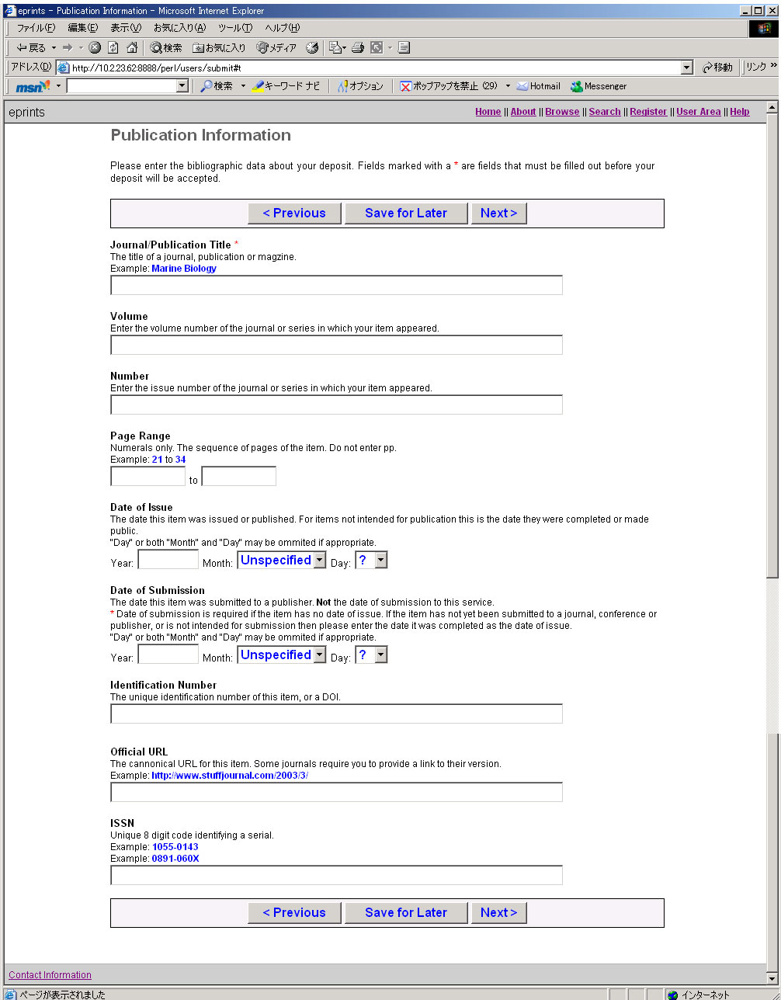 eprints - Publication Information - Microsoft Internet Explorer
ファイル(F) 編集(E) 表示(V) お気に入り(A) ツール(T) ヘルプ(H)
戻る 検索 お気に入り メディア
アドレス(D) http://10.2.23.62:8888/perl/users/submit#t 移動 リンク »
msn 検索 キーワード ナビ オプション ポップアップを禁止 (29) Hotmail Messenger
eprints Home || About || Browse || Search || Register || User Area || Help
Publication Information
Please enter the bibliographic data about your deposit. Fields marked with a * are fields that must be filled out before your
deposit will be accepted.
< Previous Save for Later Next >
Journal/Publication Title *
The title of a journal, publication or magzine.
Example: Marine Biology
Volume
Enter the volume number of the journal or series in which your item appeared.
Number
Enter the issue number of the journal or series in which your item appeared.
Page Range
Numerals only. The sequence of pages of the item. Do not enter pp.
Example: 21 to 34
to
Date of Issue
The date this item was issued or published. For items not intended for publication this is the date they were completed or made
public.
"Day" or both "Month" and "Day" may be ommited if appropriate.
Year: Month: Unspecified Day: ?
Date of Submission
The date this item was submitted to a publisher. Not the date of submission to this service.
* Date of submission is required if the item has no date of issue. If the item has not yet been submitted to a journal, conference or
publisher, or is not intended for submission then please enter the date it was completed as the date of issue.
"Day" or both "Month" and "Day" may be ommited if appropriate.
Year: Month: Unspecified Day: ?
Identification Number
The unique identification number of this item, or a DOI.
Official URL
The cannonical URL for this item. Some journals require you to provide a link to their version.
Example: http://www.stuffjournal.com/2003/3/
ISSN
Unique 8 digit code identifying a serial.
Example: 1055-0143
Example: 0891-060X
< Previous Save for Later Next >
Contact Information
ページが表示されました インターネット